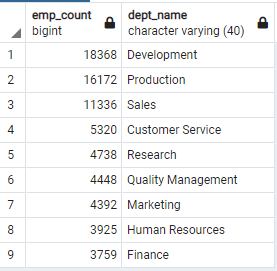 emp_count dept_name
bigint character varying (40)
1 18368 Development
2 16172 Production
3 11336 Sales
4 5320 Customer Service
5 4738 Research
6 4448 Quality Management
7 4392 Marketing
8 3925 Human Resources
9 3759 Finance